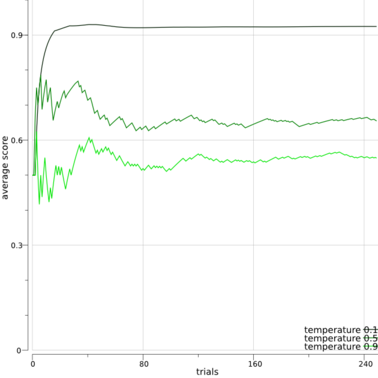 0.9
0.6
0.3
0
average score
0 80 160 240
trials
temperature 0.1
temperature 0.5
temperature 0.9